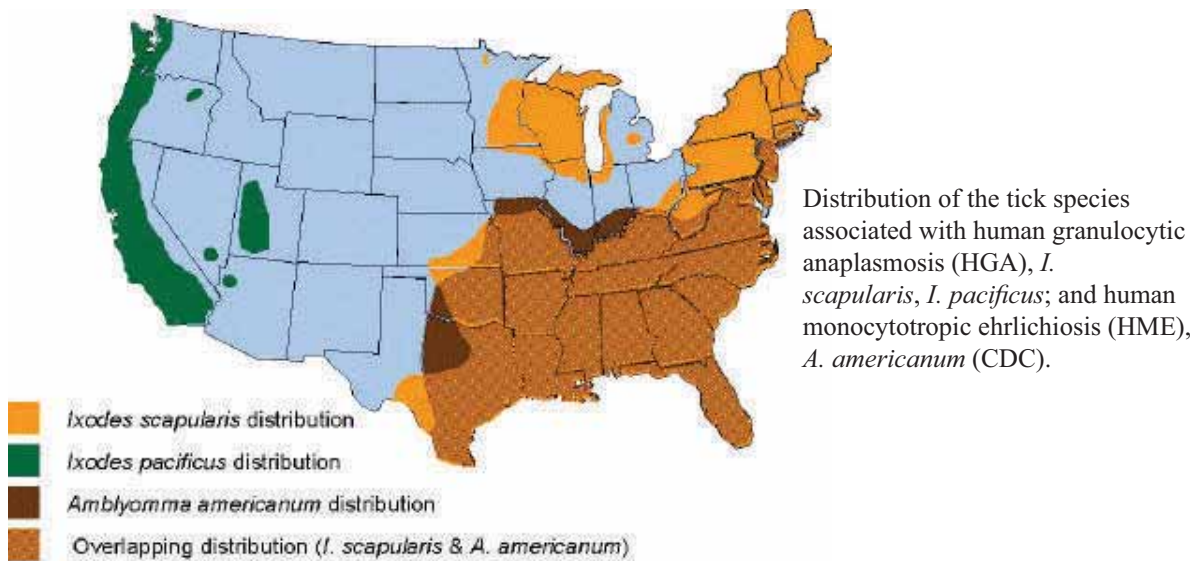 Distribution of the tick species
associated with human granulocytic
anaplasmosis (HGA), I.
scapularis, I. pacificus; and human
monocytotropic ehrlichiosis (HME),
A. americanum (CDC).
Ixodes scapularis distribution
Ixodes pacificus distribution
Amblyomma americanum distribution
Overlapping distribution (I. scapularis & A. americanum)